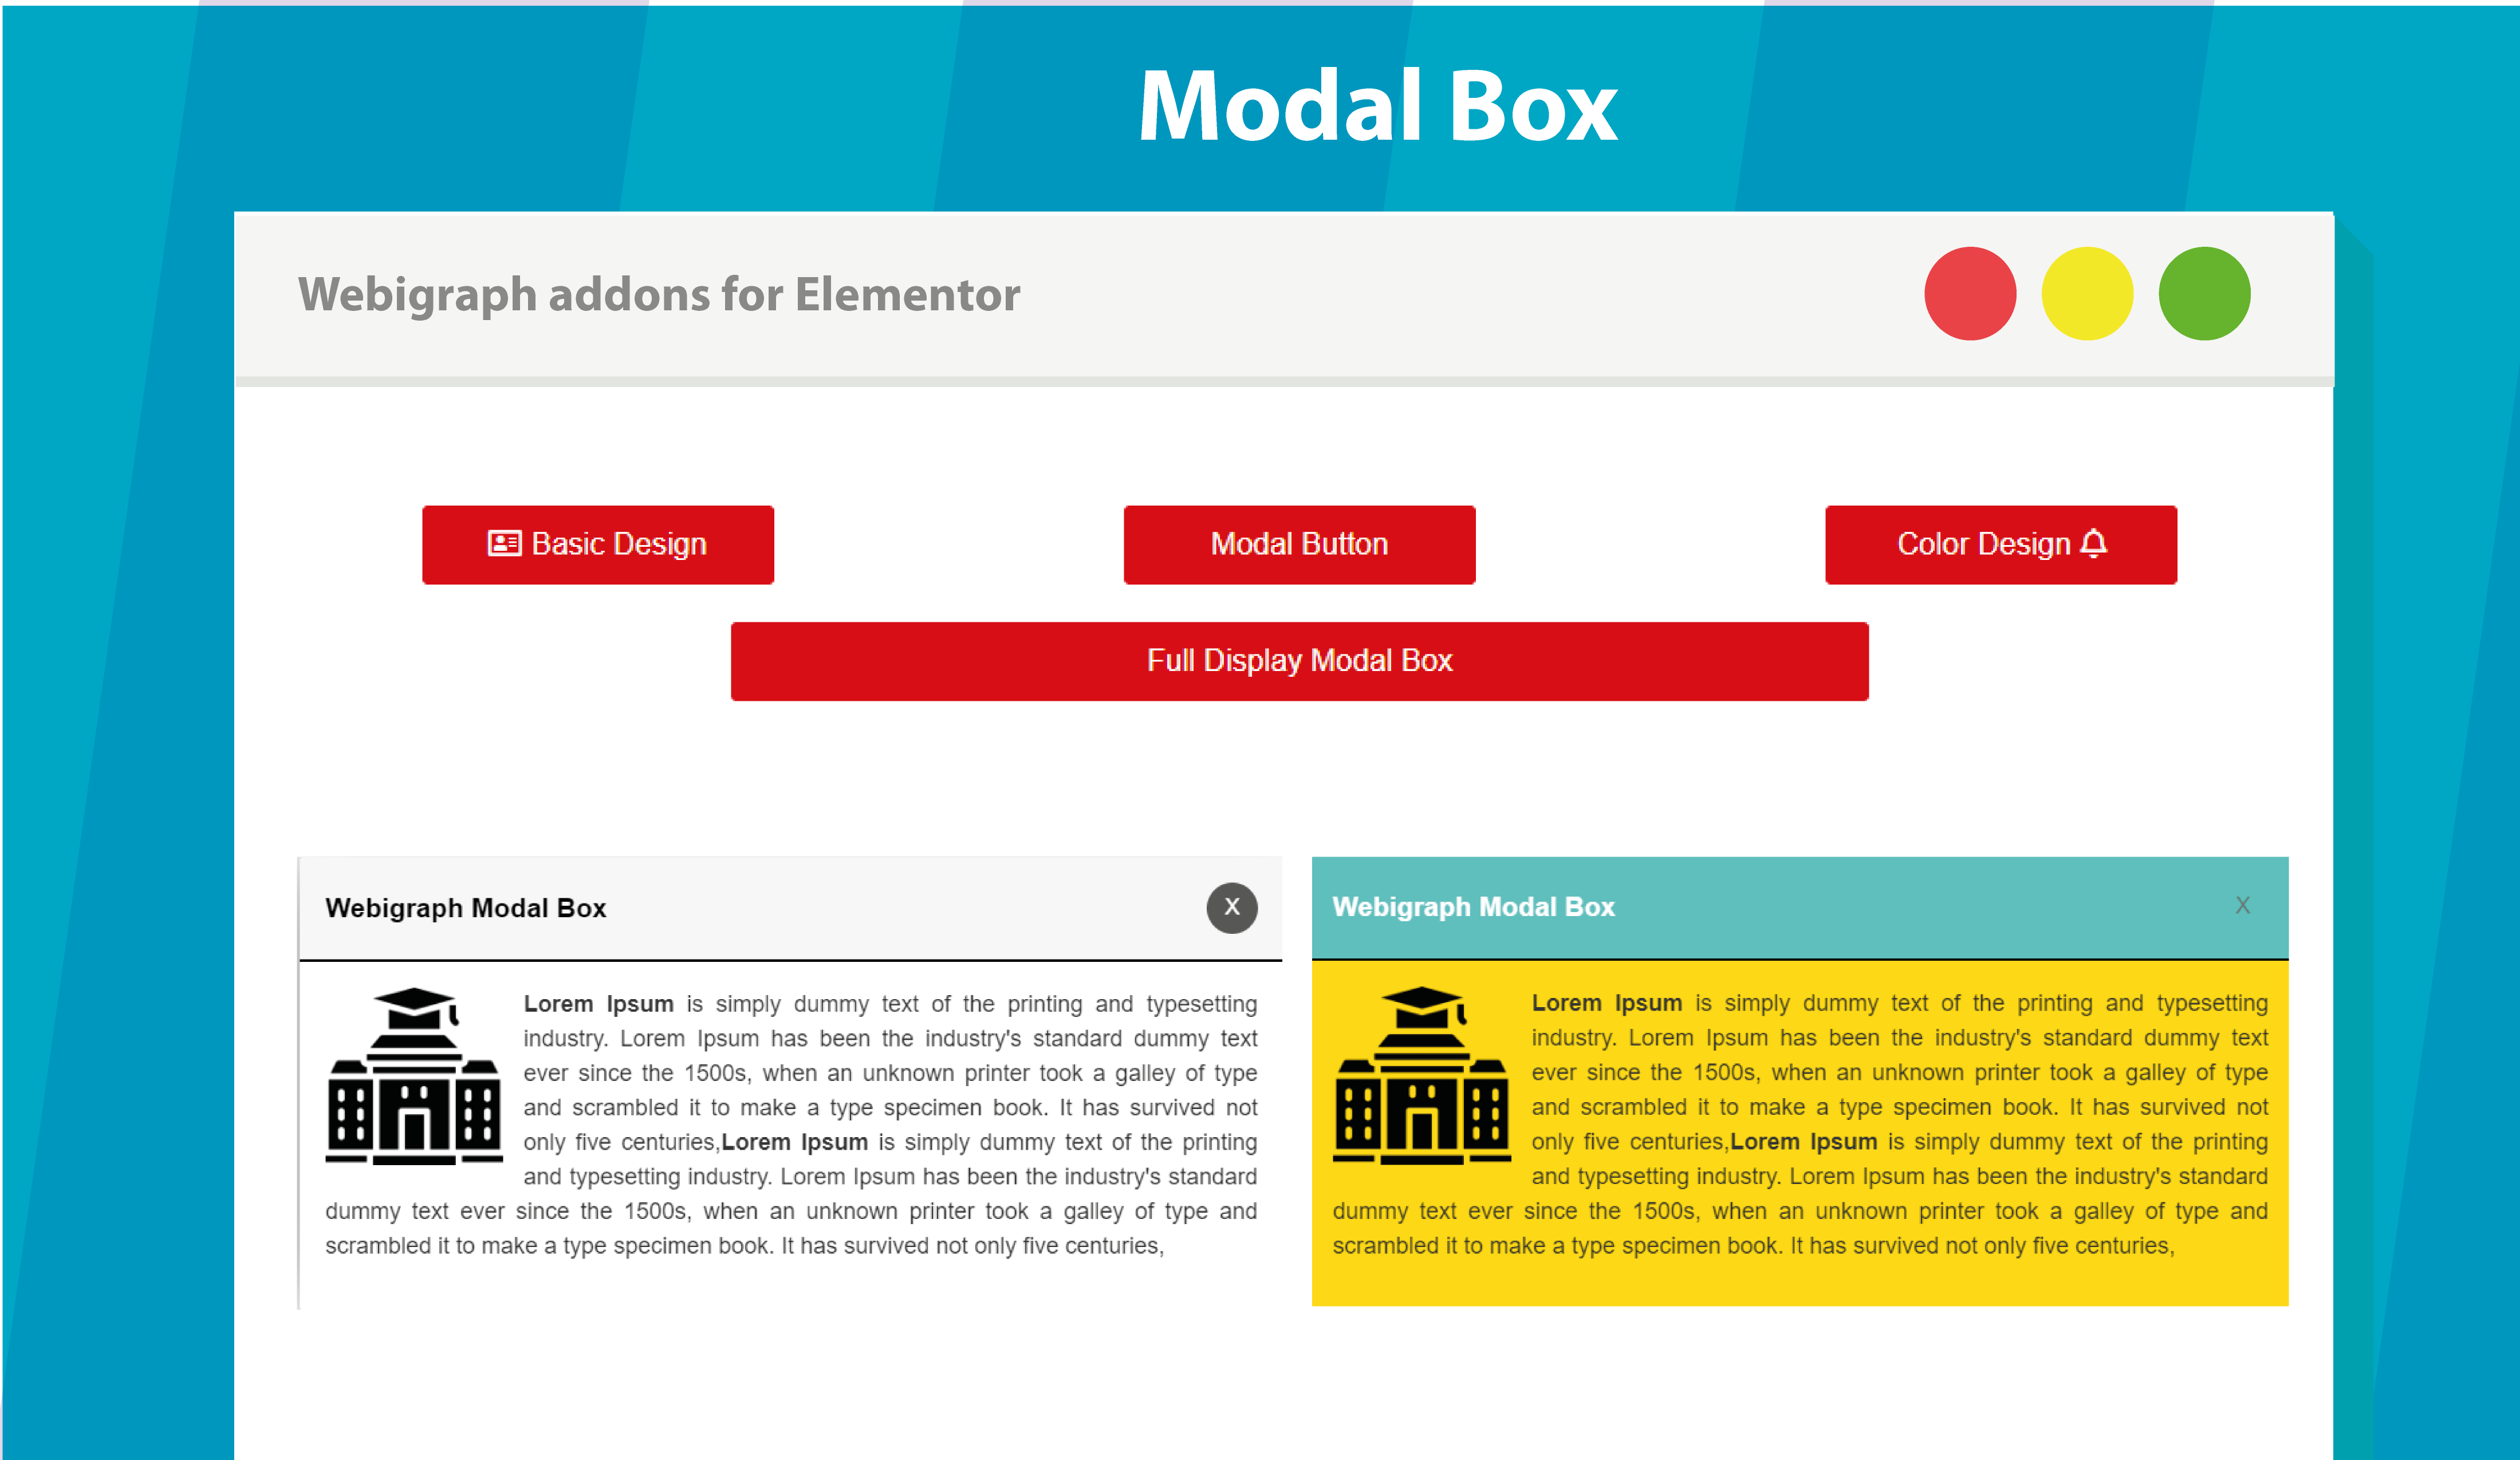 Modal Box
Webigraph addons for Elementor
Basic Design
Modal Button
Color Design
Full Display Modal Box
Webigraph Modal Box
X
Lorem Ipsum is simply dummy text of the printing and typesetting
industry. Lorem Ipsum has been the industry's standard dummy text
ever since the 1500s, when an unknown printer took a galley of type
and scrambled it to make a type specimen book. It has survived not
only five centuries,Lorem Ipsum is simply dummy text of the printing
and typesetting industry. Lorem Ipsum has been the industry's standard
dummy text ever since the 1500s, when an unknown printer took a galley of type and
scrambled it to make a type specimen book. It has survived not only five centuries,
Webigraph Modal Box
X
Lorem Ipsum is simply dummy text of the printing and typesetting
industry. Lorem Ipsum has been the industry's standard dummy text
ever since the 1500s, when an unknown printer took a galley of type
and scrambled it to make a type specimen book. It has survived not
only five centuries,Lorem Ipsum is simply dummy text of the printing
and typesetting industry. Lorem Ipsum has been the industry's standard
dummy text ever since the 1500s, when an unknown printer took a galley of type and
scrambled it to make a type specimen book. It has survived not only five centuries,